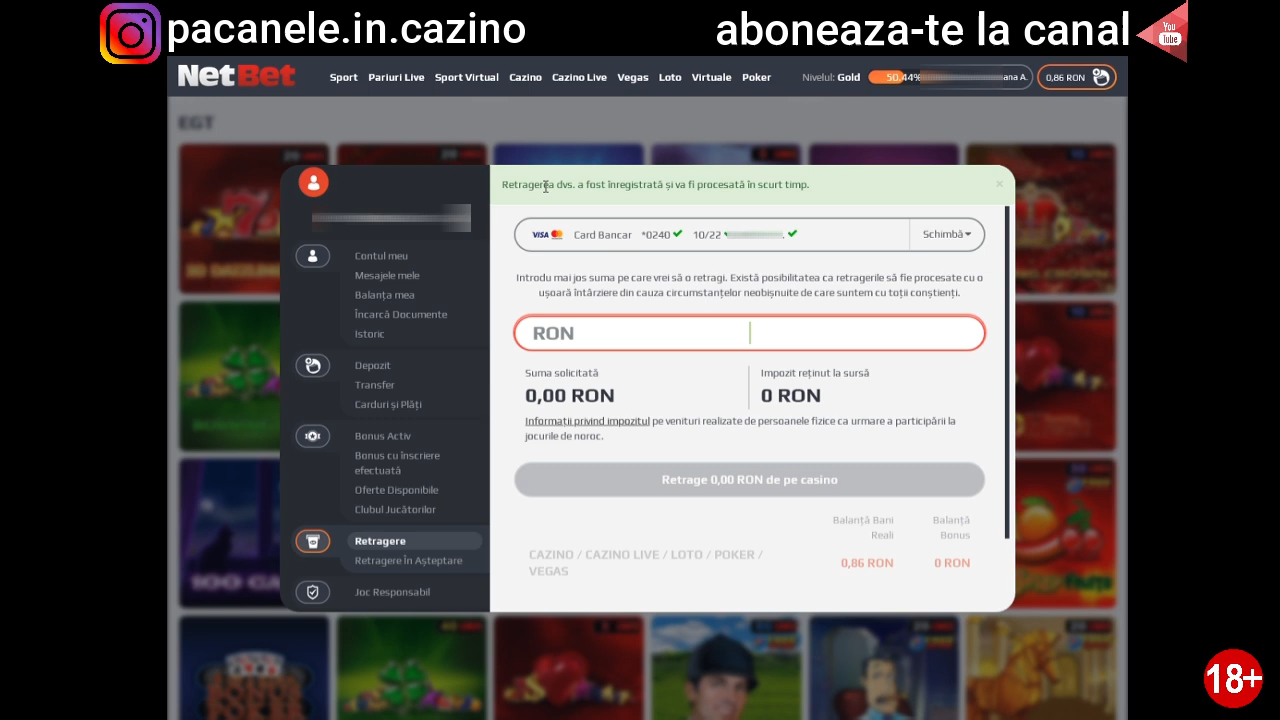 pacanele.in.cazino
aboneaza-te la canal
You
Tube
NetBet
Sport Pariuri Live Sport Virtual Cazino Cazino Live Vegas Loto Virtuale Poker
Nivelul: Gold 50.44% ana A. 0,86 RON
EGT
Retragerea dvs. a fost înregistrată și va fi procesată în scurt timp.
×
VISA Card Bancar *0240 10/22
Schimbă
Introdu mai jos suma pe care vrei să o retragi. Există posibilitatea ca retragerile să fie procesate cu o
ușoară întârziere din cauza circumstanțelor neobișnuite de care suntem cu toții conștienți.
RON
Suma solicitată
0,00 RON
Impozit reținut la sursă
0 RON
Informații privind impozitul pe venituri realizate de persoanele fizice ca urmare a participării la
jocurile de noroc.
Retrage 0,00 RON de pe casino
Balanță Bani
Reali
Balanță
Bonus
CAZINO / CAZINO LIVE / LOTO / POKER /
VEGAS
0,86 RON
0 RON
Contul meu
Mesajele mele
Balanța mea
Încarcă Documente
Istoric
Depozit
Transfer
Carduri și Plăți
Bonus Activ
Bonus cu înscriere
efectuată
Oferte Disponibile
Clubul Jucătorilor
Retragere
Retragere În Așteptare
Joc Responsabil
18+